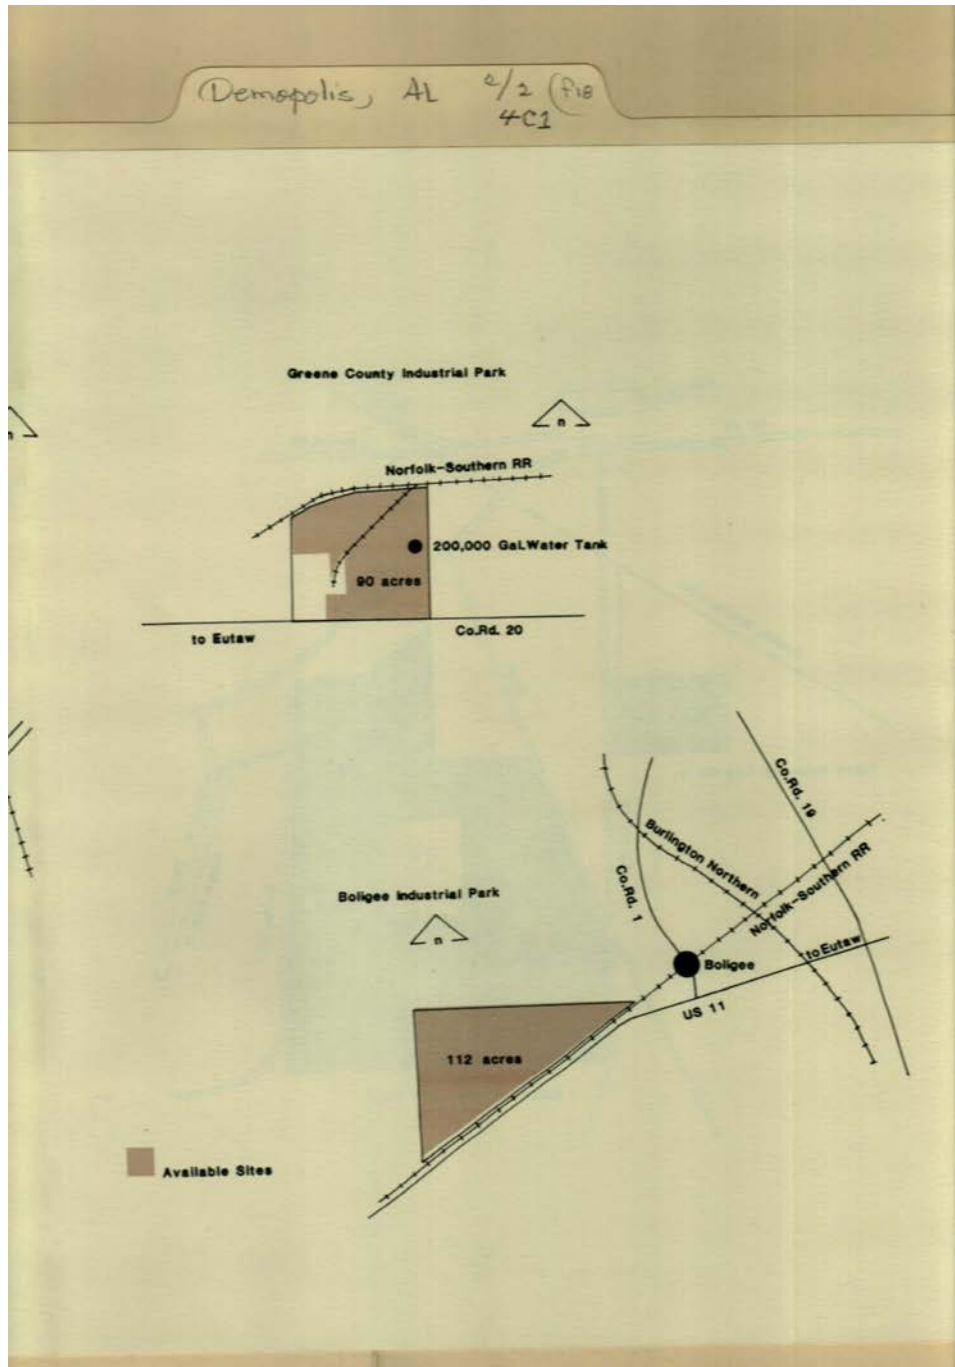 Demopolis, AL 2/2 (
4C1
Greene County Industrial Park
n
n
Norfolk-Southern RR
200,000 Gal.Water Tank
90 acres
to Eutaw
Co.Rd. 20
Co.Rd. 19
Burlington Northern
Norfolk-Southern RR
Co.Rd. 1
Boligee Industrial Park
n
to Eutaw
Boligee
US 11
112 acres
Available Sites